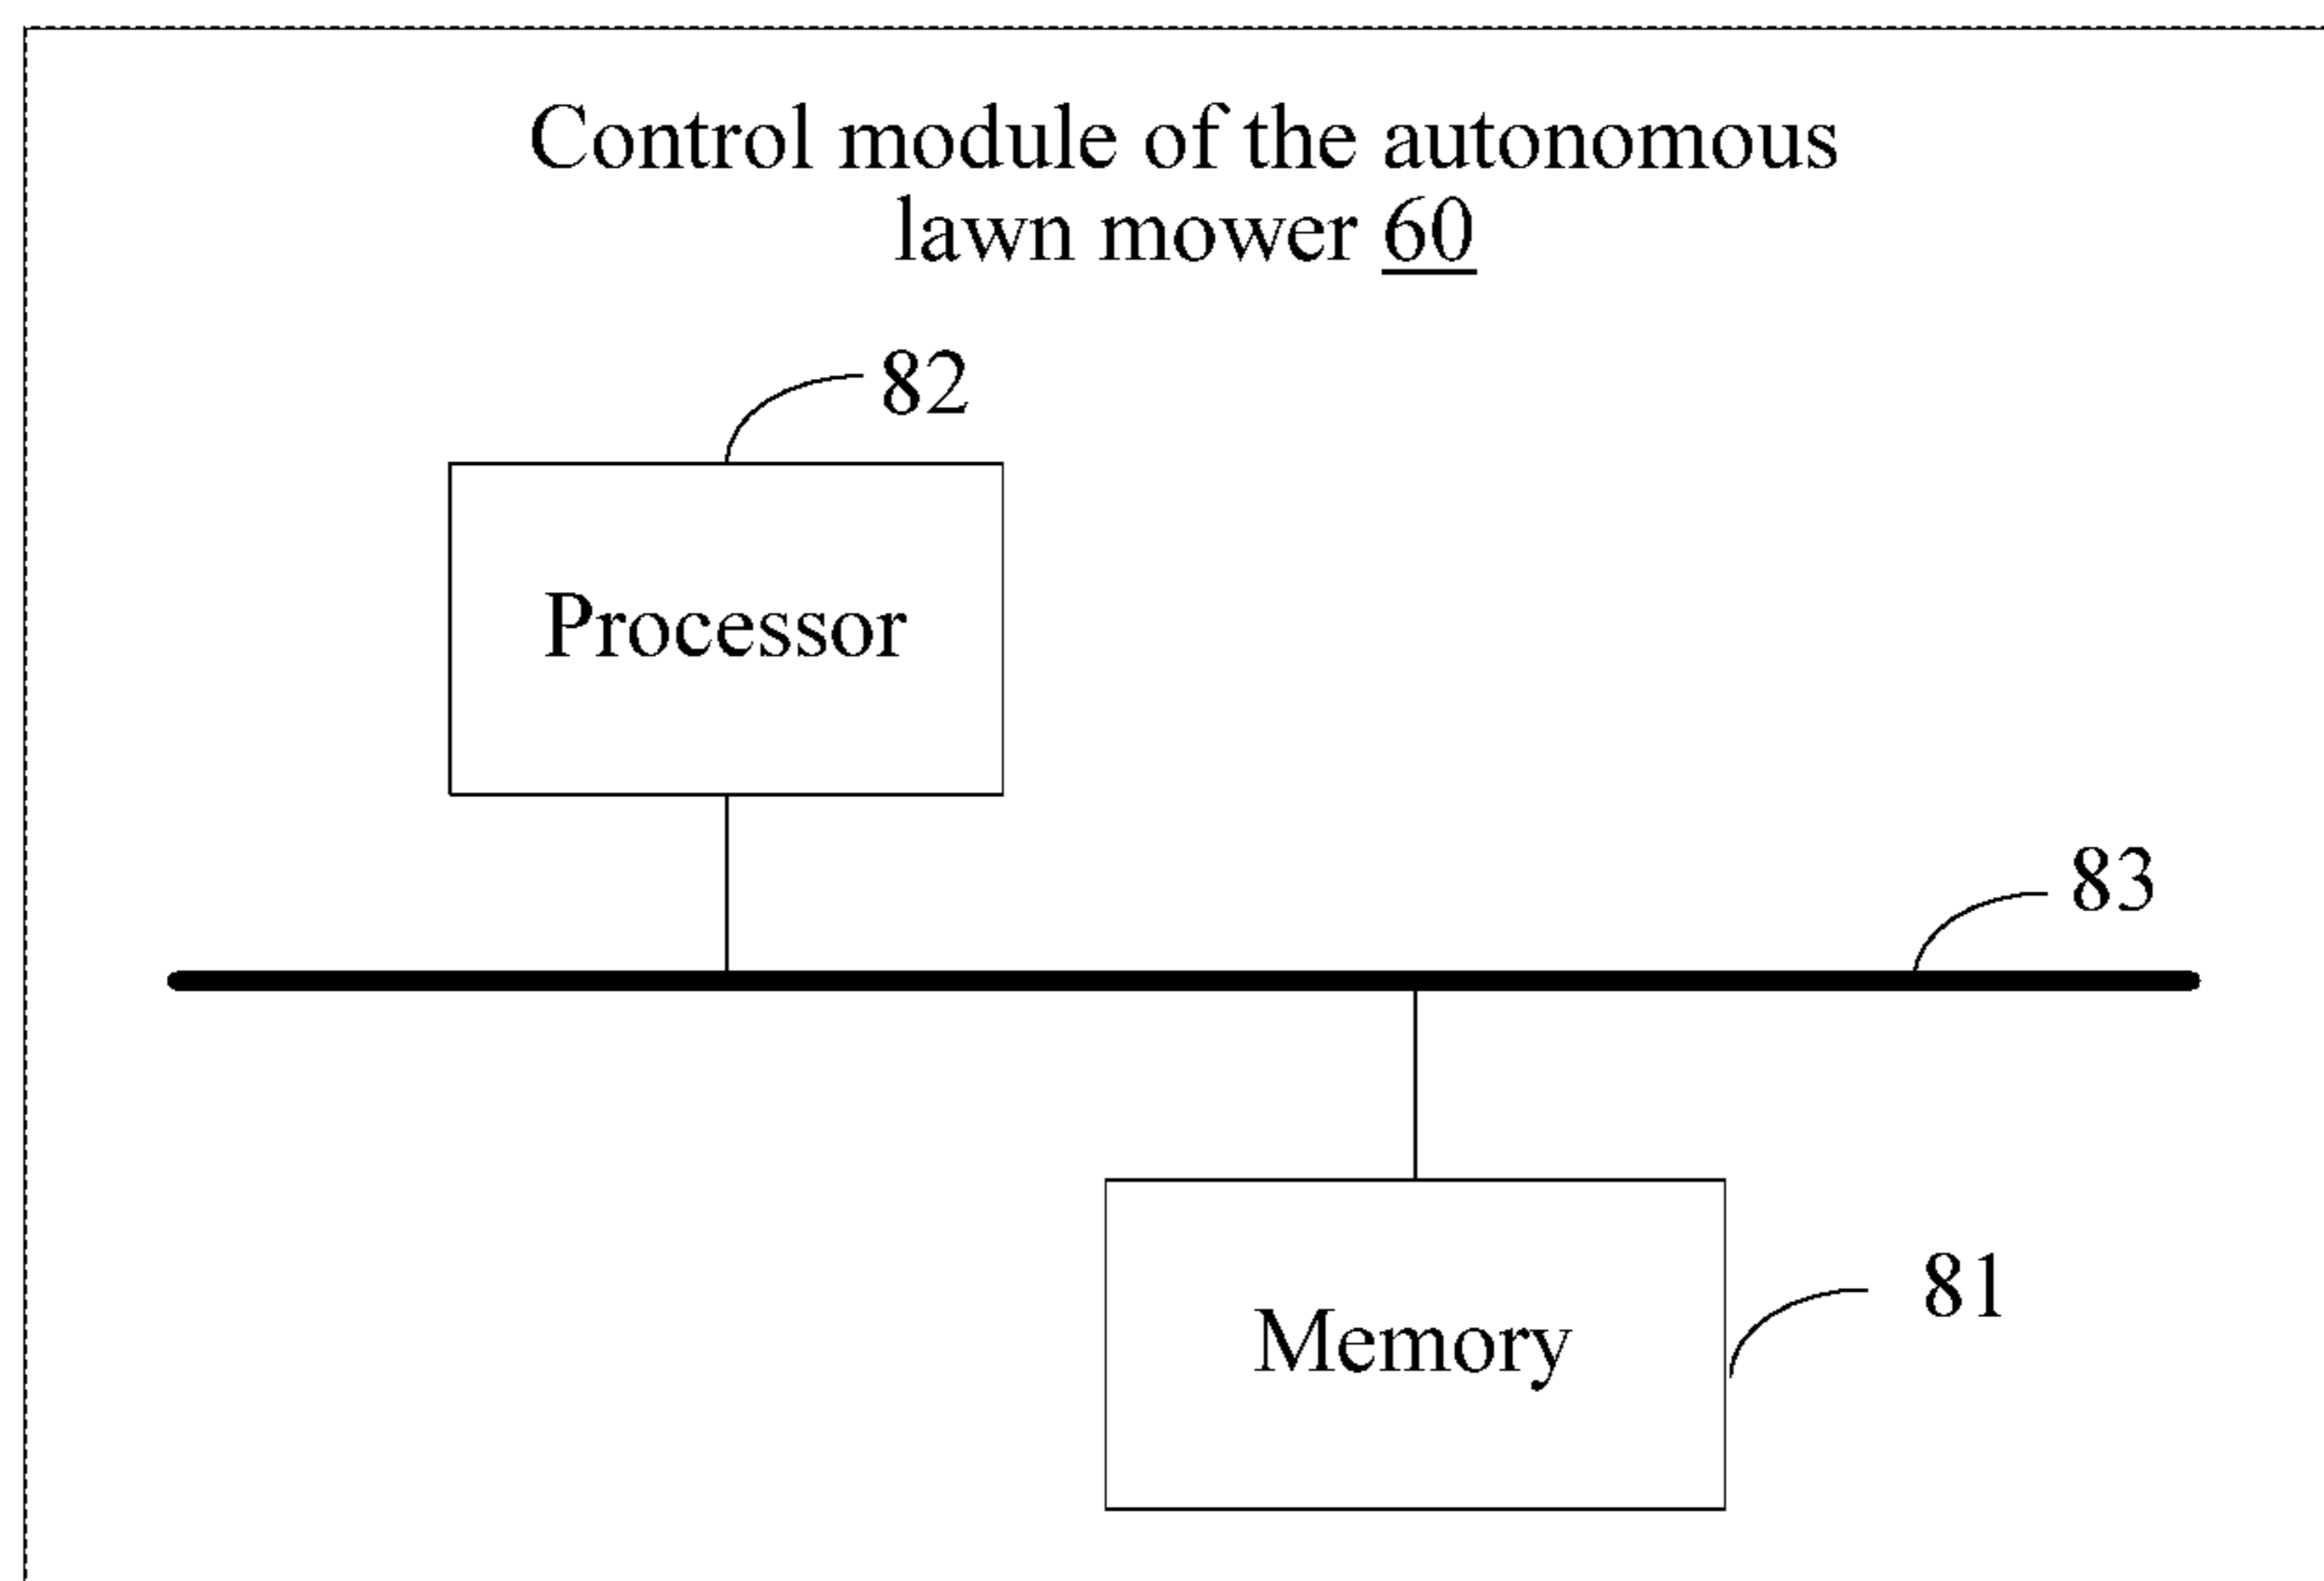 Control module of the autonomous
lawn mower 60
82
Processor
83
81
Memory